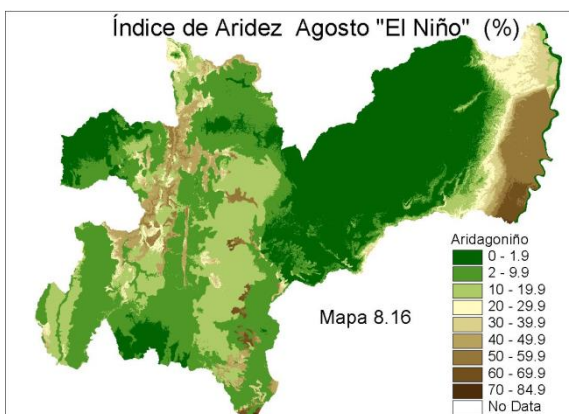 Índice de Aridez Agosto "El Niño" (%)
Mapa 8.16
Aridagoniño
0 - 1.9
2 - 9.9
10 - 19.9
20 - 29.9
30 - 39.9
40 - 49.9
50 - 59.9
60 - 69.9
70 - 84.9
No Data